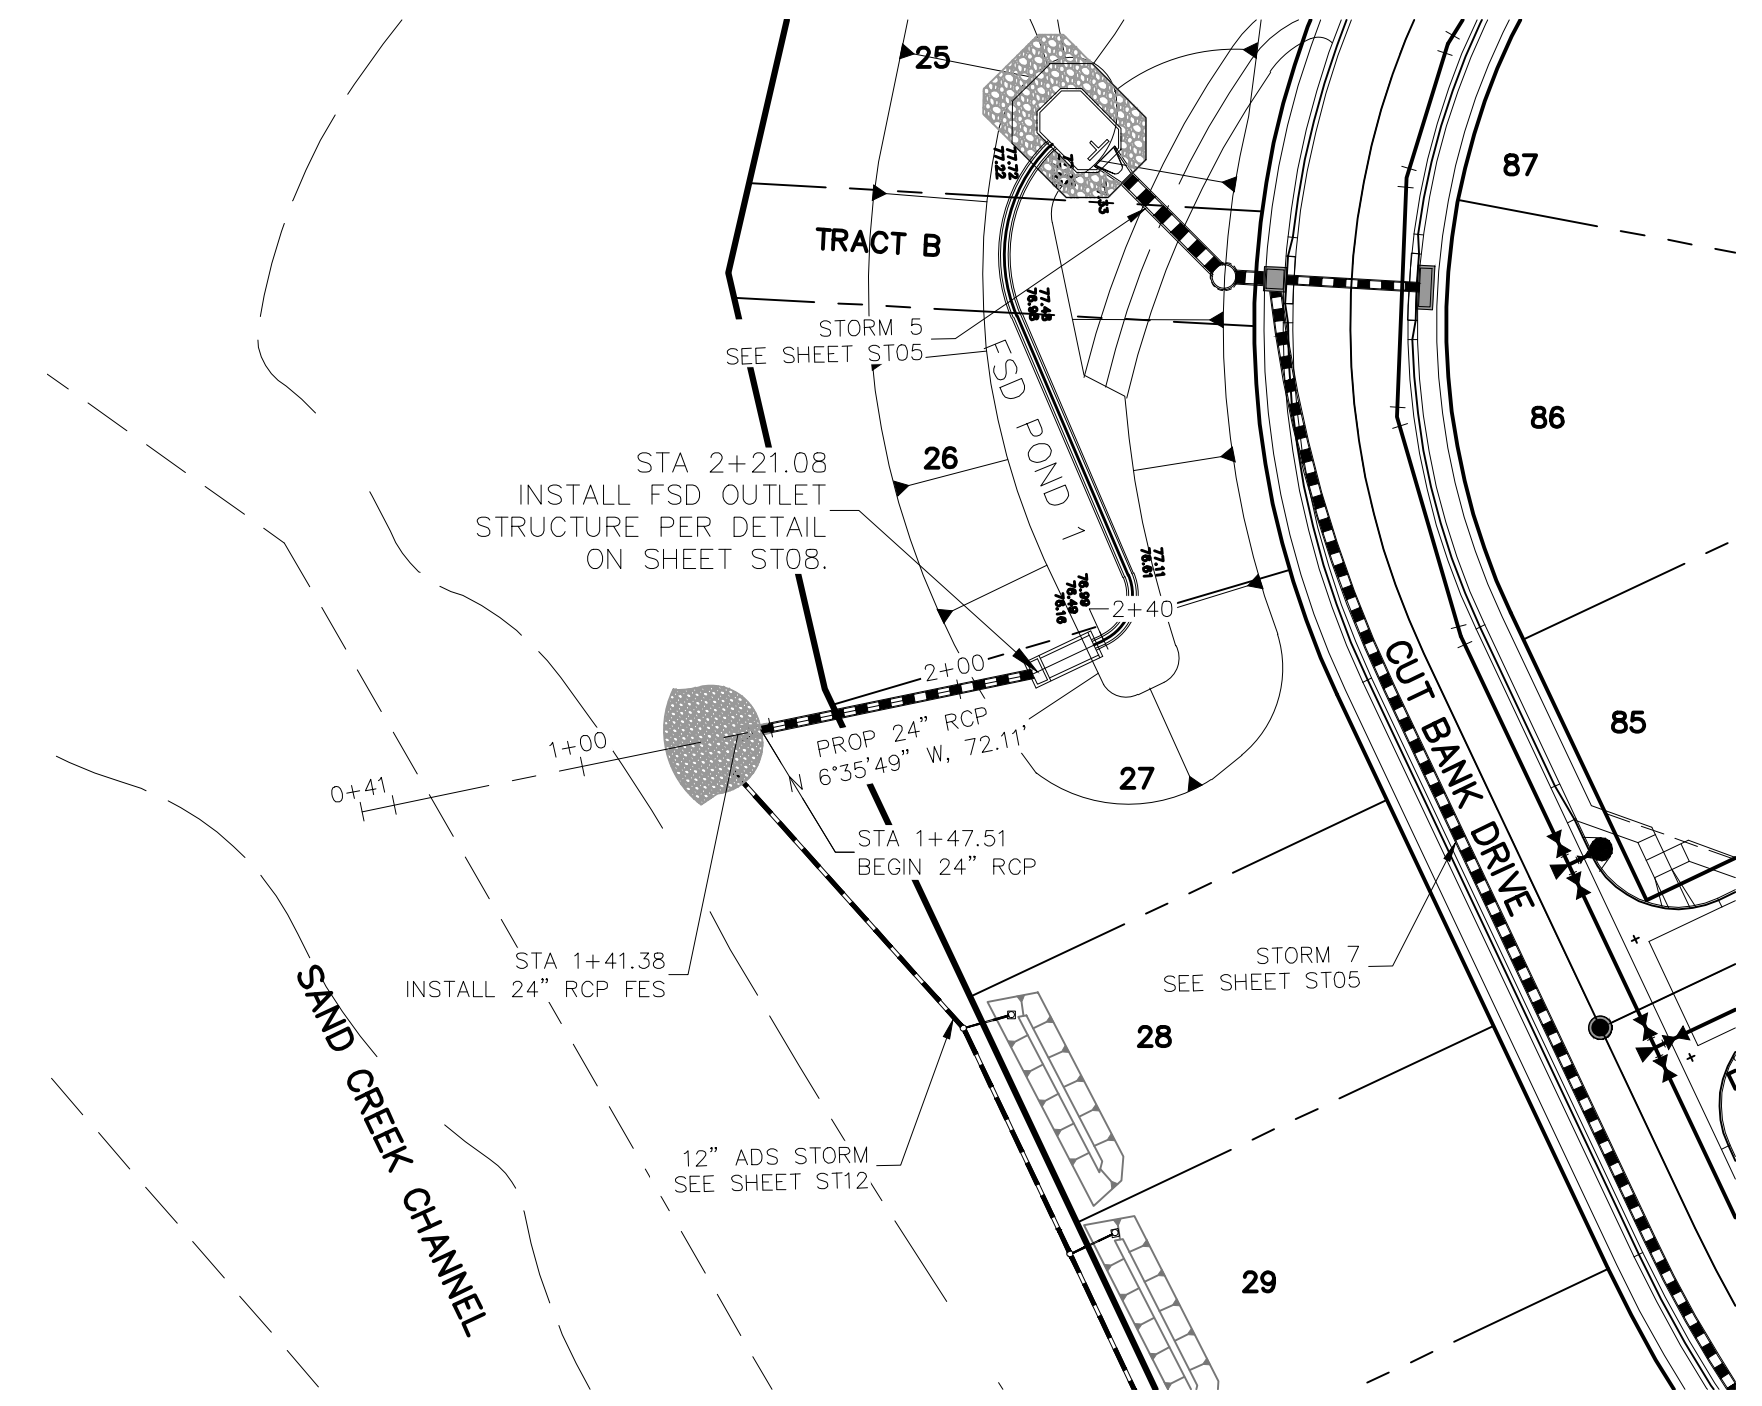 25
87
77.72
77.22
TRACT B
77.45
STORM 5
SEE SHEET ST05
FSD POND 1
86
26
STA 2+21.08
INSTALL FSD OUTLET
STRUCTURE PER DETAIL
ON SHEET ST08.
77.11
76.61
76.99
76.49
76.16
2+40
2+00
CUT BANK DRIVE
85
PROP 24" RCP
N 6°35'49" W, 72.11'
1+00
0+41
27
STA 1+47.51
BEGIN 24" RCP
STA 1+41.38
INSTALL 24" RCP FES
STORM 7
SEE SHEET ST05
SAND CREEK CHANNEL
28
12" ADS STORM
SEE SHEET ST12
29